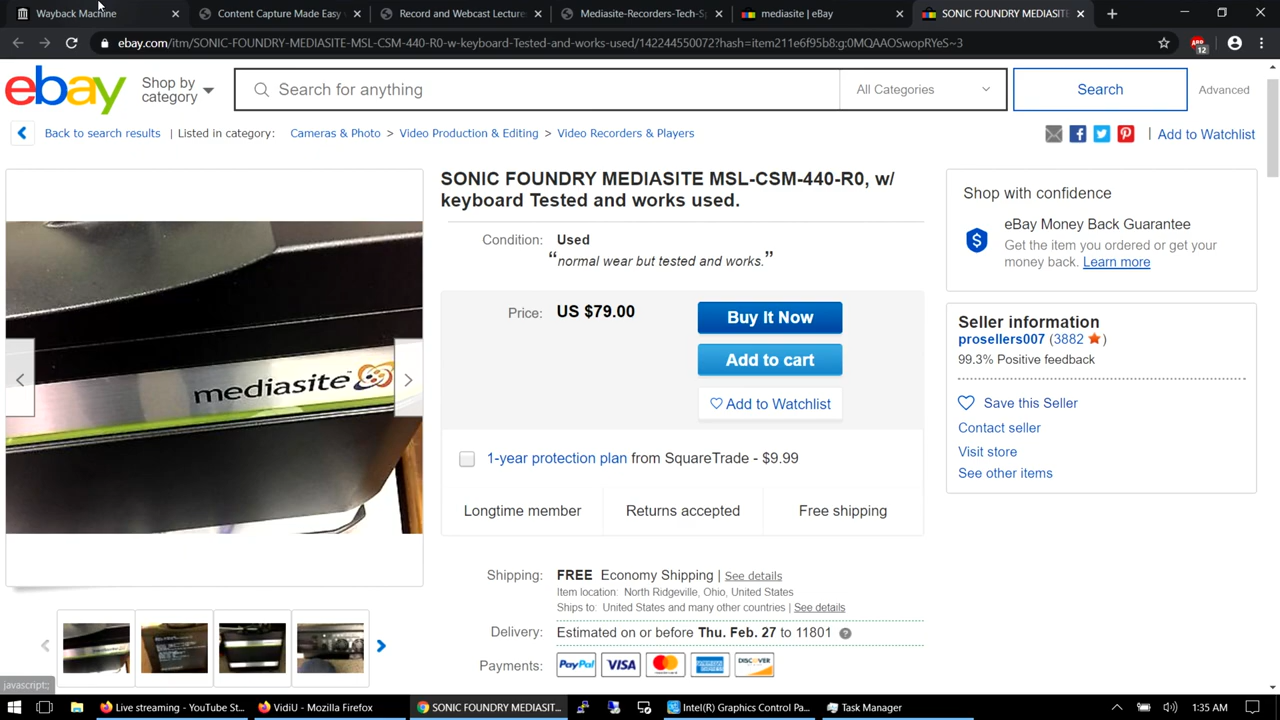 Wayback Machine
Content Capture Made Easy
Record and Webcast Lecture
Mediasite-Recorders-Tech-Sp
mediasite | eBay
SONIC FOUNDRY MEDIASITE
ebay.com/itm/SONIC-FOUNDRY-MEDIASITE-MSL-CSM-440-R0-w-keyboard-Tested-and-works-used/142244550072?hash=item211e6f95b8:g:0MQAAOSwopRYeS~3
12
ebay
Shop by
category
Search for anything
All Categories
Search
Advanced
Back to search results | Listed in category: Cameras & Photo > Video Production & Editing > Video Recorders & Players
| Add to Watchlist
SONIC FOUNDRY MEDIASITE MSL-CSM-440-R0, w/
keyboard Tested and works used.
Condition: Used
“normal wear but tested and works.”
Price: US $79.00
Buy It Now
Add to cart
Add to Watchlist
1-year protection plan from SquareTrade - $9.99
Longtime member
Returns accepted
Free shipping
Shipping: FREE Economy Shipping | See details
Item location: North Ridgeville, Ohio, United States
Ships to: United States and many other countries | See details
Delivery: Estimated on or before Thu. Feb. 27 to 11801
Payments: PayPal VISA MasterCard AMERICAN EXPRESS DISCOVER
mediasite
Shop with confidence
eBay Money Back Guarantee
Get the item you ordered or get your
money back. Learn more
Seller information
prosellers007 (3882)
99.3% Positive feedback
Save this Seller
Contact seller
Visit store
See other items
javascript:;
Live streaming - YouTube St...
VidiU - Mozilla Firefox
SONIC FOUNDRY MEDIASIT...
Intel(R) Graphics Control Pa...
Task Manager
1:35 AM